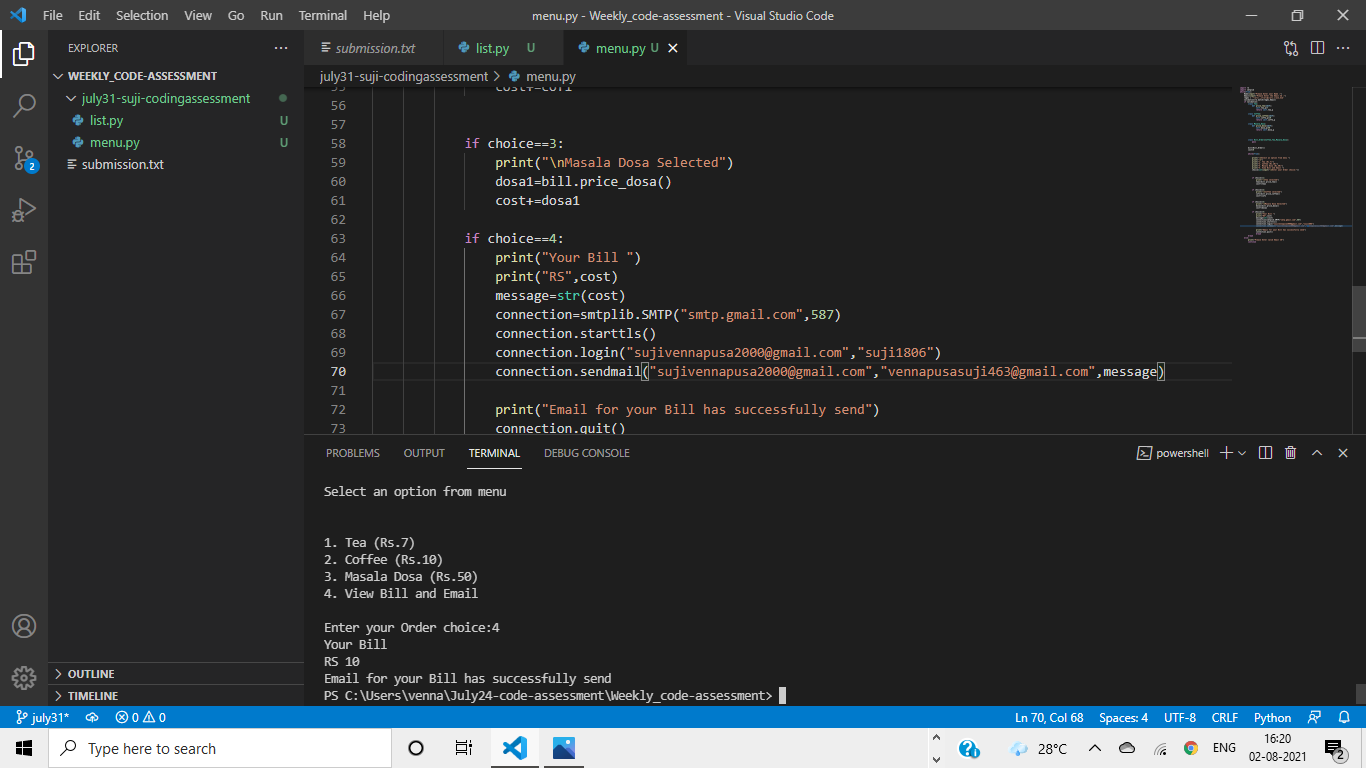 File Edit Selection View Go Run Terminal Help
menu.py - Weekly_code-assessment - Visual Studio Code
EXPLORER
WEEKLY_CODE-ASSESSMENT
july31-suji-codingassessment
list.py U
menu.py U
submission.txt
OUTLINE
TIMELINE
submission.txt list.py U menu.py U
july31-suji-codingassessment > menu.py
55 cost+=cof1
56
57
58 if choice==3:
59 print("\nMasala Dosa Selected")
60 dosa1=bill.price_dosa()
61 cost+=dosa1
62
63 if choice==4:
64 print("Your Bill ")
65 print("RS",cost)
66 message=str(cost)
67 connection=smtplib.SMTP("smtp.gmail.com",587)
68 connection.starttls()
69 connection.login("sujivennapusa2000@gmail.com","suji1806")
70 connection.sendmail("sujivennapusa2000@gmail.com","vennapusasuji463@gmail.com",message)
71
72 print("Email for your Bill has successfully send")
73 connection.quit()
PROBLEMS OUTPUT TERMINAL DEBUG CONSOLE
powershell
Select an option from menu
1. Tea (Rs.7)
2. Coffee (Rs.10)
3. Masala Dosa (Rs.50)
4. View Bill and Email
Enter your Order choice:4
Your Bill
RS 10
Email for your Bill has successfully send
PS C:\Users\venna\July24-code-assessment\Weekly_code-assessment>
2
july31* 0 0
Ln 70, Col 68 Spaces: 4 UTF-8 CRLF Python
Type here to search
28°C
ENG
16:20
02-08-2021
2